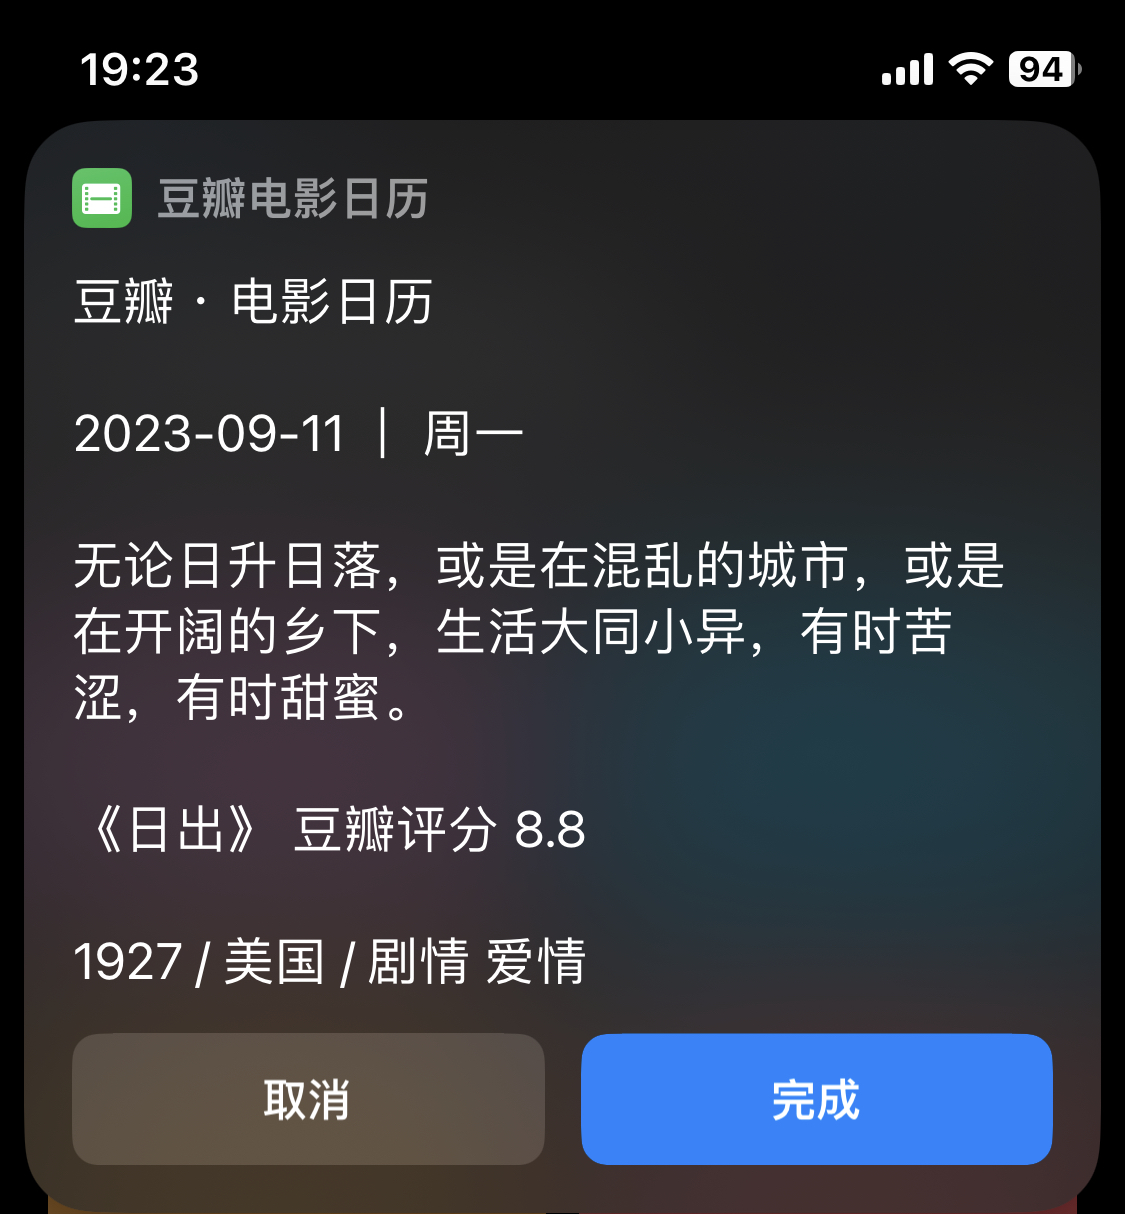 19:23
94
豆瓣电影日历
豆瓣 · 电影日历
2023-09-11 ｜ 周一
无论日升日落，或是在混乱的城市，或是
在开阔的乡下，生活大同小异，有时苦
涩，有时甜蜜。
《日出》 豆瓣评分 8.8
1927 / 美国 / 剧情 爱情
取消
完成